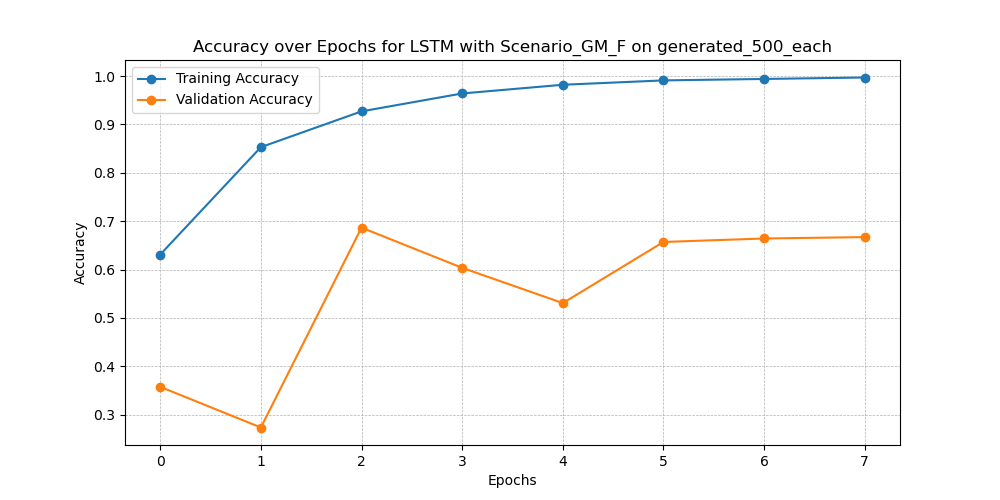 Accuracy over Epochs for LSTM with Scenario_GM_F on generated_500_each
Training Accuracy
Validation Accuracy
Accuracy
1.0
0.9
0.8
0.7
0.6
0.5
0.4
0.3
0 1 2 3 4 5 6 7
Epochs